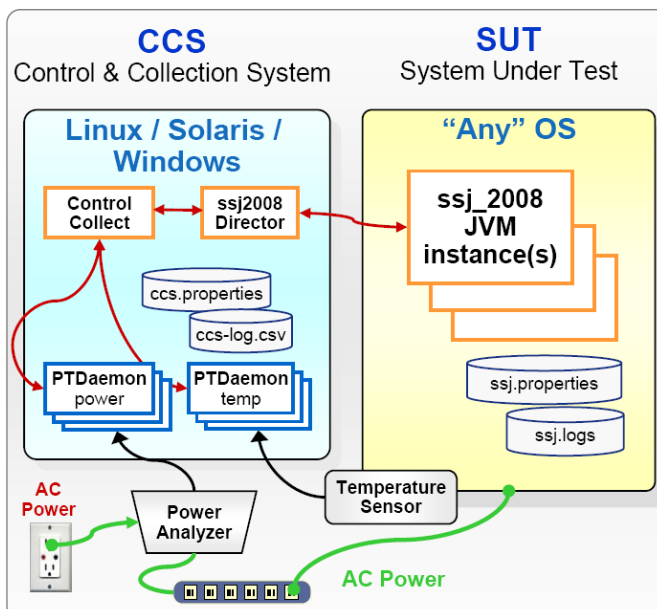 CCS
Control & Collection System
SUT
System Under Test
Linux / Solaris /
Windows
"Any" OS
Control
Collect
ssj2008
Director
ssj_2008
JVM
instance(s)
ccs.properties
ccs-log.csv
PTDaemon
power
PTDaemon
temp
ssj.properties
ssj.logs
AC
Power
Power
Analyzer
Temperature
Sensor
AC Power